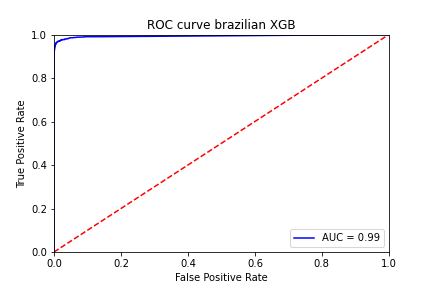 ROC curve brazilian XGB
1.0
0.8
0.6
0.4
0.2
0.0
True Positive Rate
AUC = 0.99
0.0 0.2 0.4 0.6 0.8 1.0
False Positive Rate